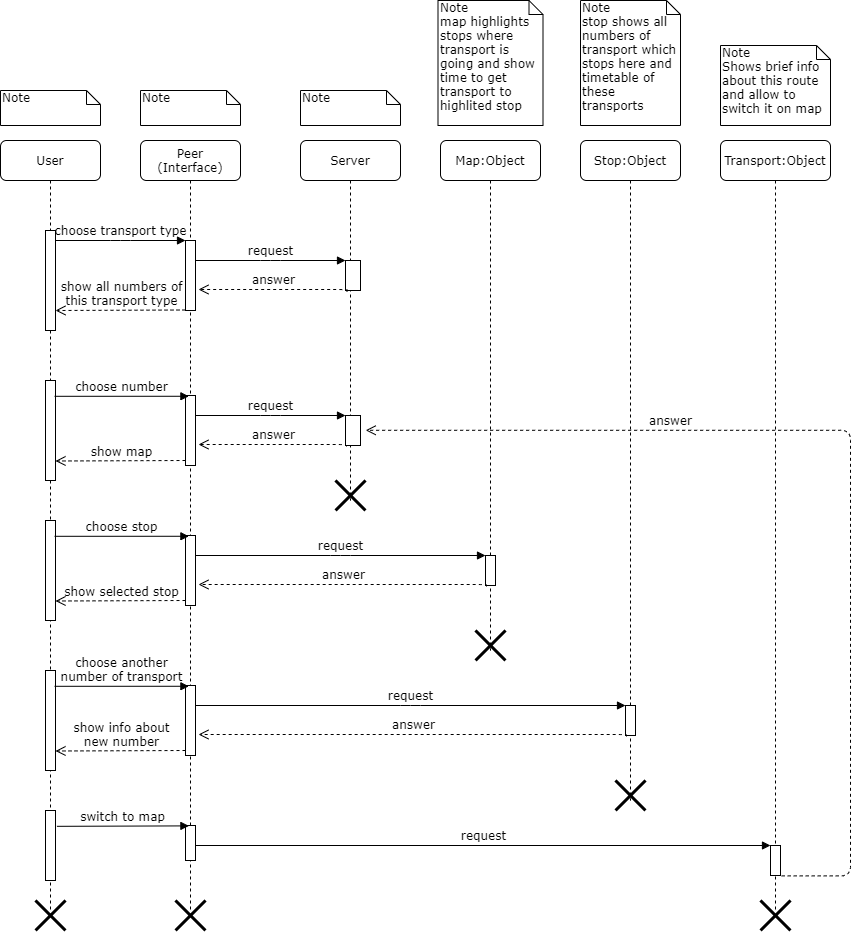 Note
map highlights
stops where
transport is
going and show
time to get
transport to
highlited stop
Note
stop shows all
numbers of
transport which
stops here and
timetable of
these
transports
Note
Shows brief info
about this route
and allow to
switch it on map
Note
Note
Note
User
Peer
(Interface)
Server
Map:Object
Stop:Object
Transport:Object
choose transport type
request
answer
show all numbers of
this transport type
choose number
request
answer
answer
show map
choose stop
request
answer
show selected stop
choose another
number of transport
request
answer
show info about
new number
switch to map
request